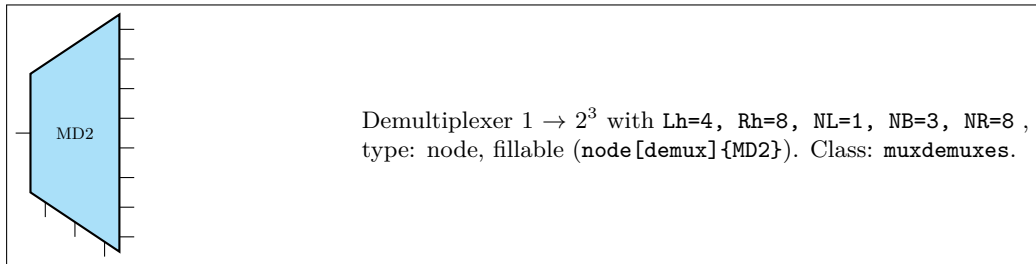 MD2
Demultiplexer 1 → 2³ with Lh=4, Rh=8, NL=1, NB=3, NR=8 ,
type: node, fillable (node[demux]{MD2}). Class: muxdemuxes.